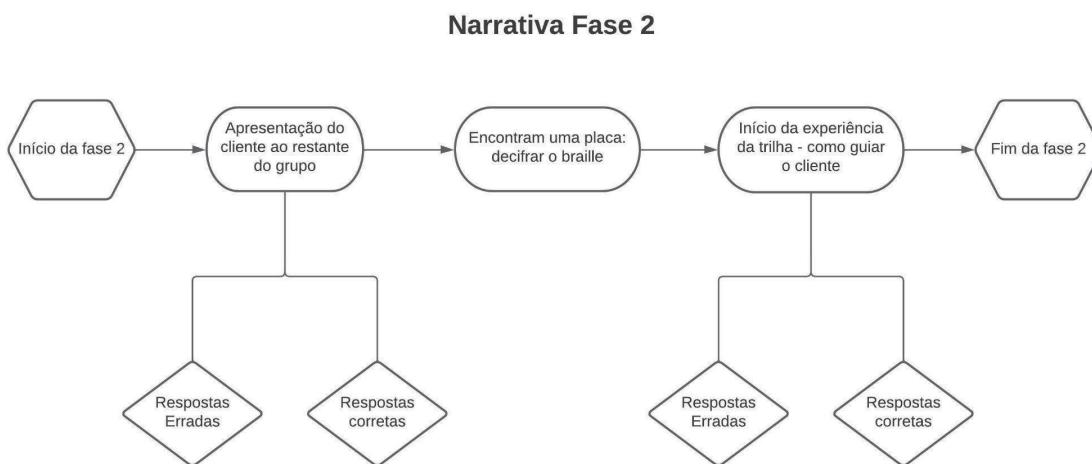 Narrativa Fase 2
Início da fase 2
Apresentação do
cliente ao restante
do grupo
Encontram uma placa:
decifrar o braille
Início da experiência
da trilha - como guiar
o cliente
Fim da fase 2
Respostas
Erradas
Respostas
corretas
Respostas
Erradas
Respostas
corretas